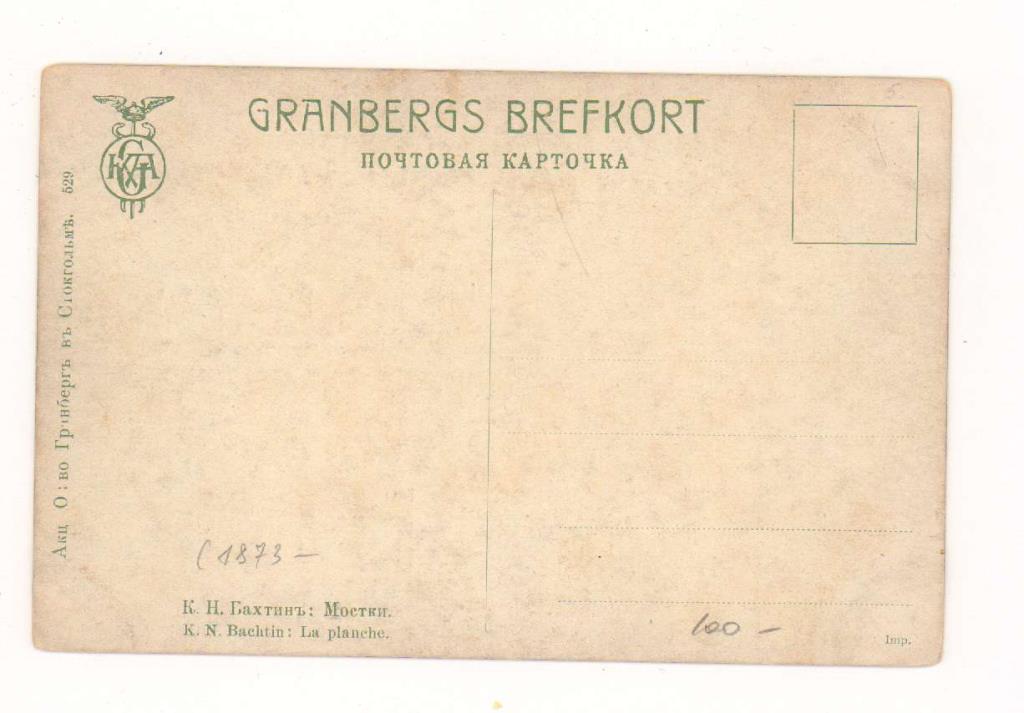 GRANBERGS BREFKORT
ПОЧТОВАЯ КАРТОЧКА
Акц О:во Гранбергъ въ Стокгольмѣ. 529
(1873 –
К. Н. Бахтинъ: Мостки.
K. N. Bachtin: La planche.
100 –
Imp.